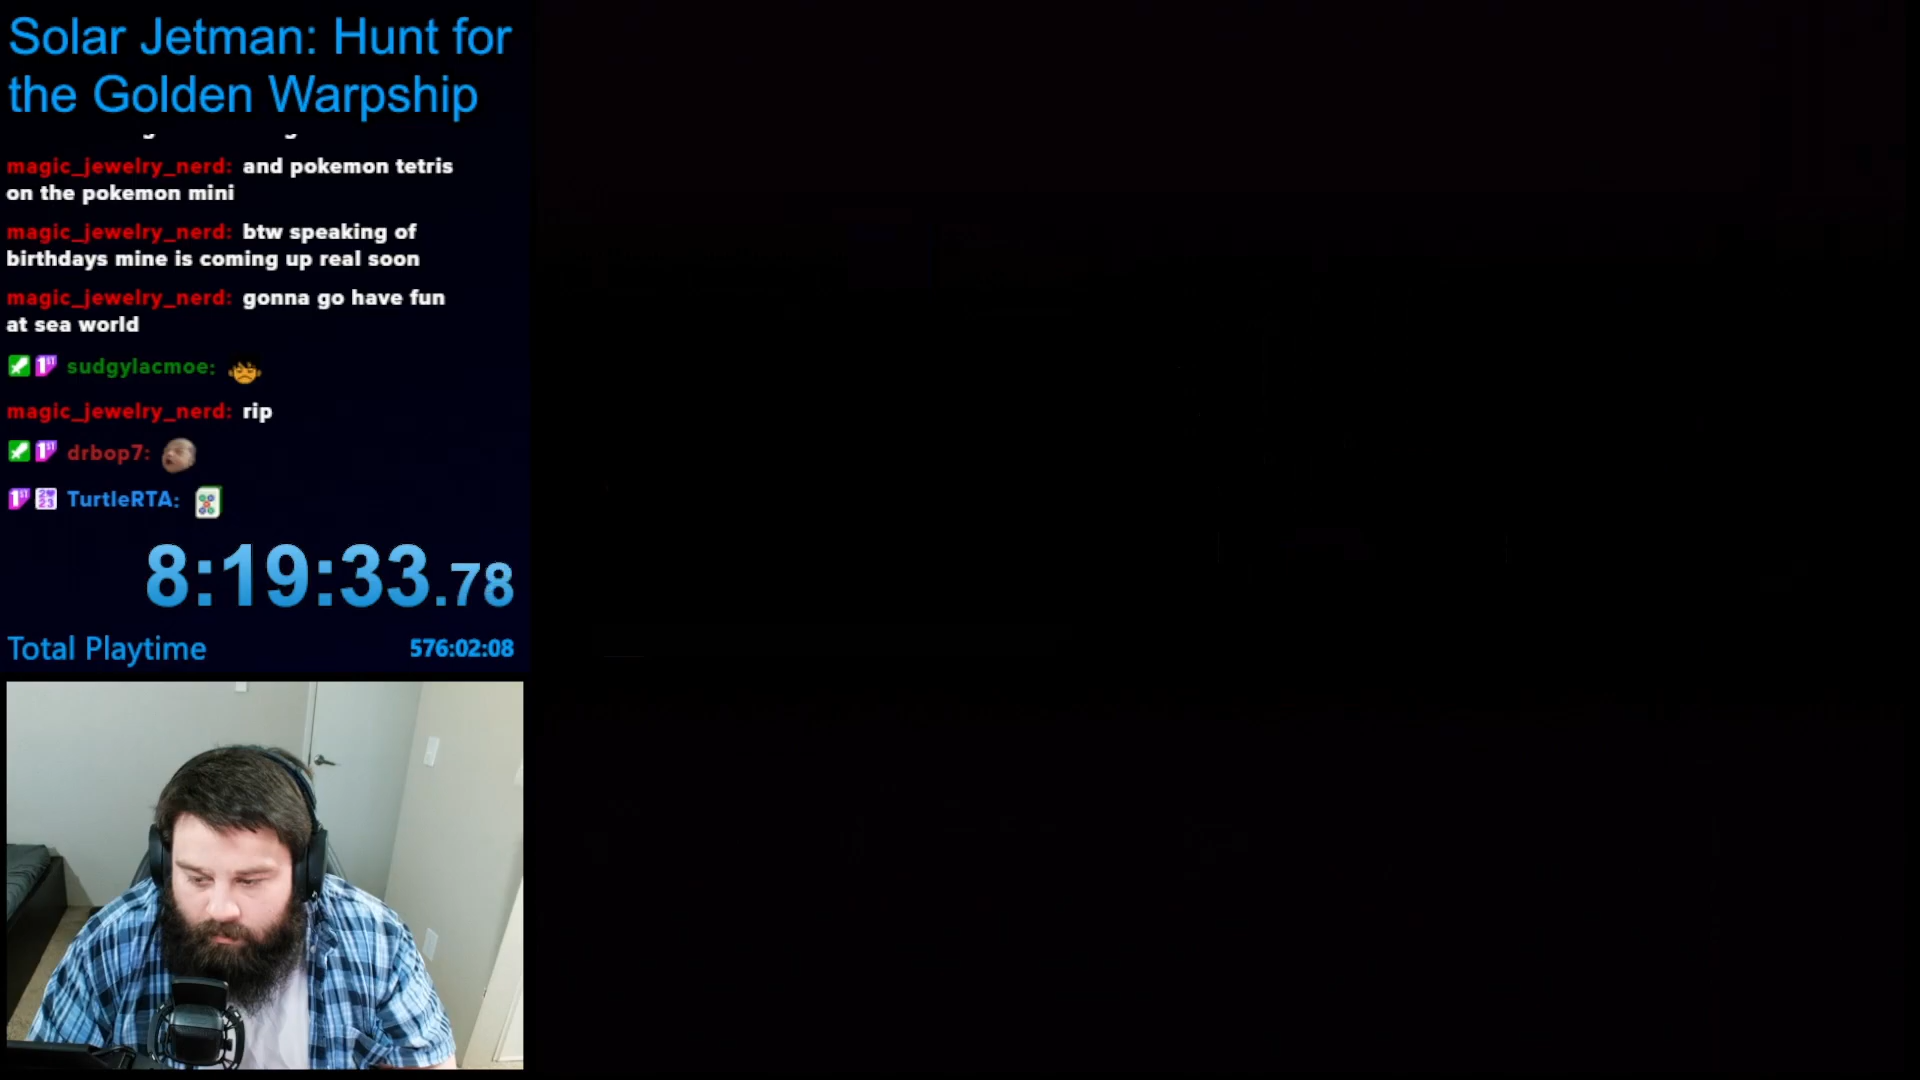 Solar Jetman: Hunt for
the Golden Warpship
magic_jewelry_nerd: and pokemon tetris
on the pokemon mini
magic_jewelry_nerd: btw speaking of
birthdays mine is coming up real soon
magic_jewelry_nerd: gonna go have fun
at sea world
sudgylacmoe:
magic_jewelry_nerd: rip
drbop7:
TurtleRTA:
8:19:33.78
Total Playtime 576:02:08